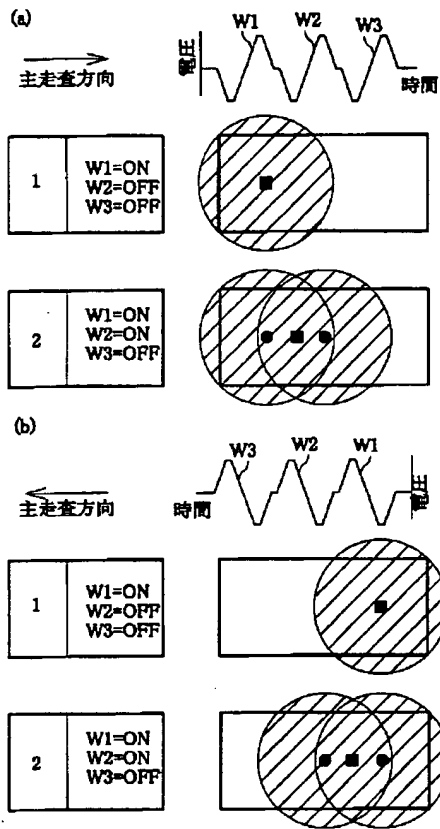 (a)
W1 W2 W3
電圧
主走査方向
時間
1
W1=ON
W2=OFF
W3=OFF
2
W1=ON
W2=ON
W3=OFF
(b)
W3 W2 W1
主走査方向
時間
電圧
1
W1=ON
W2=OFF
W3=OFF
2
W1=ON
W2=ON
W3=OFF